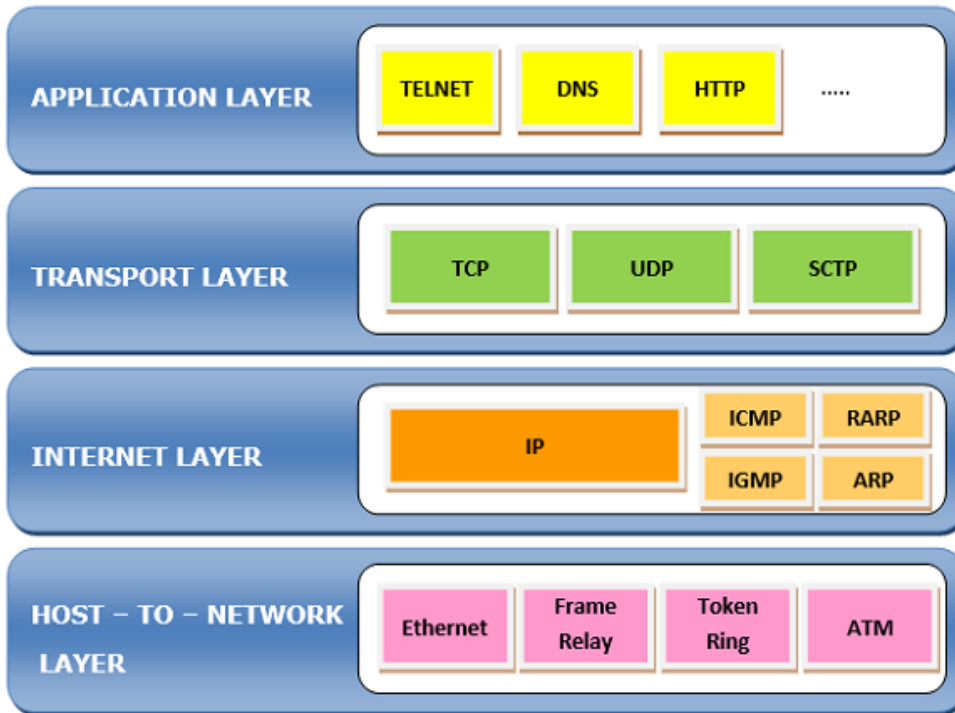 APPLICATION LAYER
TELNET
DNS
HTTP
.....
TRANSPORT LAYER
TCP
UDP
SCTP
INTERNET LAYER
IP
ICMP
RARP
IGMP
ARP
HOST – TO – NETWORK
LAYER
Ethernet
Frame
Relay
Token
Ring
ATM